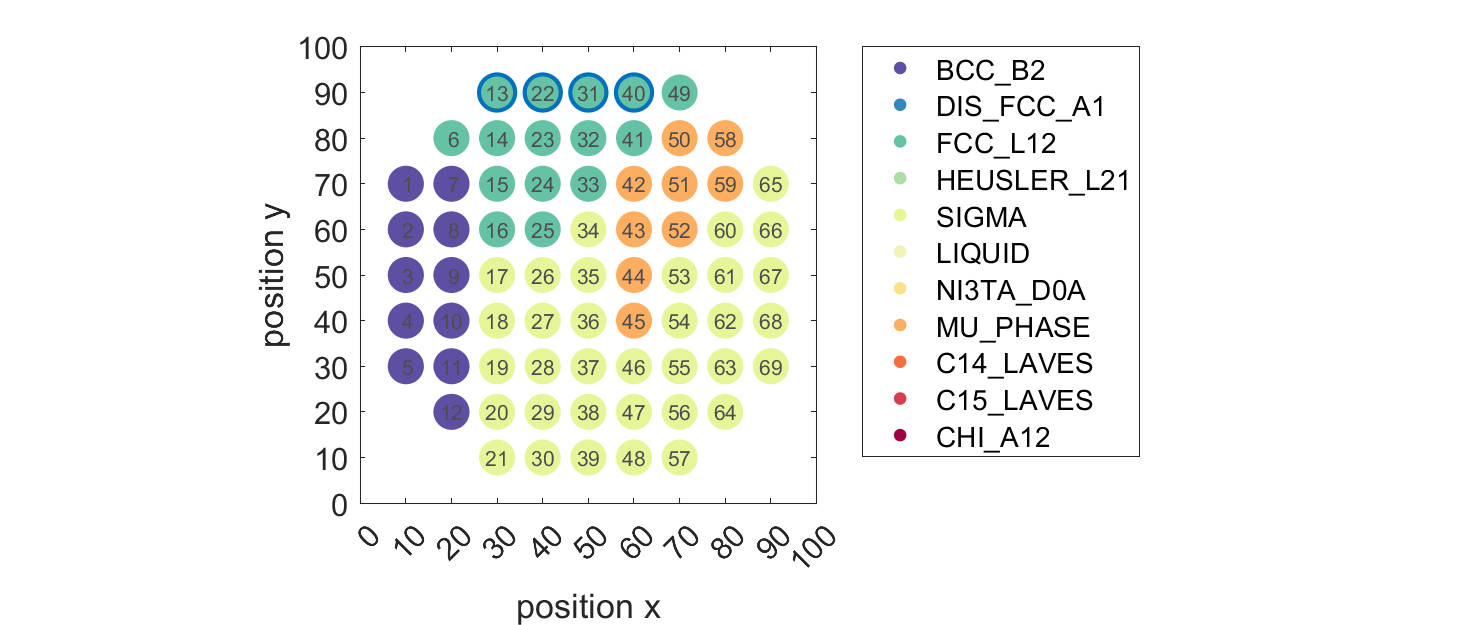 100
90 13 22 31 40 49
80 6 14 23 32 41 50 58
70 1 7 15 24 33 42 51 59 65
60 2 8 16 25 34 43 52 60 66
50 3 9 17 26 35 44 53 61 67
40 4 10 18 27 36 45 54 62 68
30 5 11 19 28 37 46 55 63 69
20 12 20 29 38 47 56 64
10 21 30 39 48 57
0
position y
0 10 20 30 40 50 60 70 80 90 100
position x
BCC_B2
DIS_FCC_A1
FCC_L12
HEUSLER_L21
SIGMA
LIQUID
NI3TA_D0A
MU_PHASE
C14_LAVES
C15_LAVES
CHI_A12